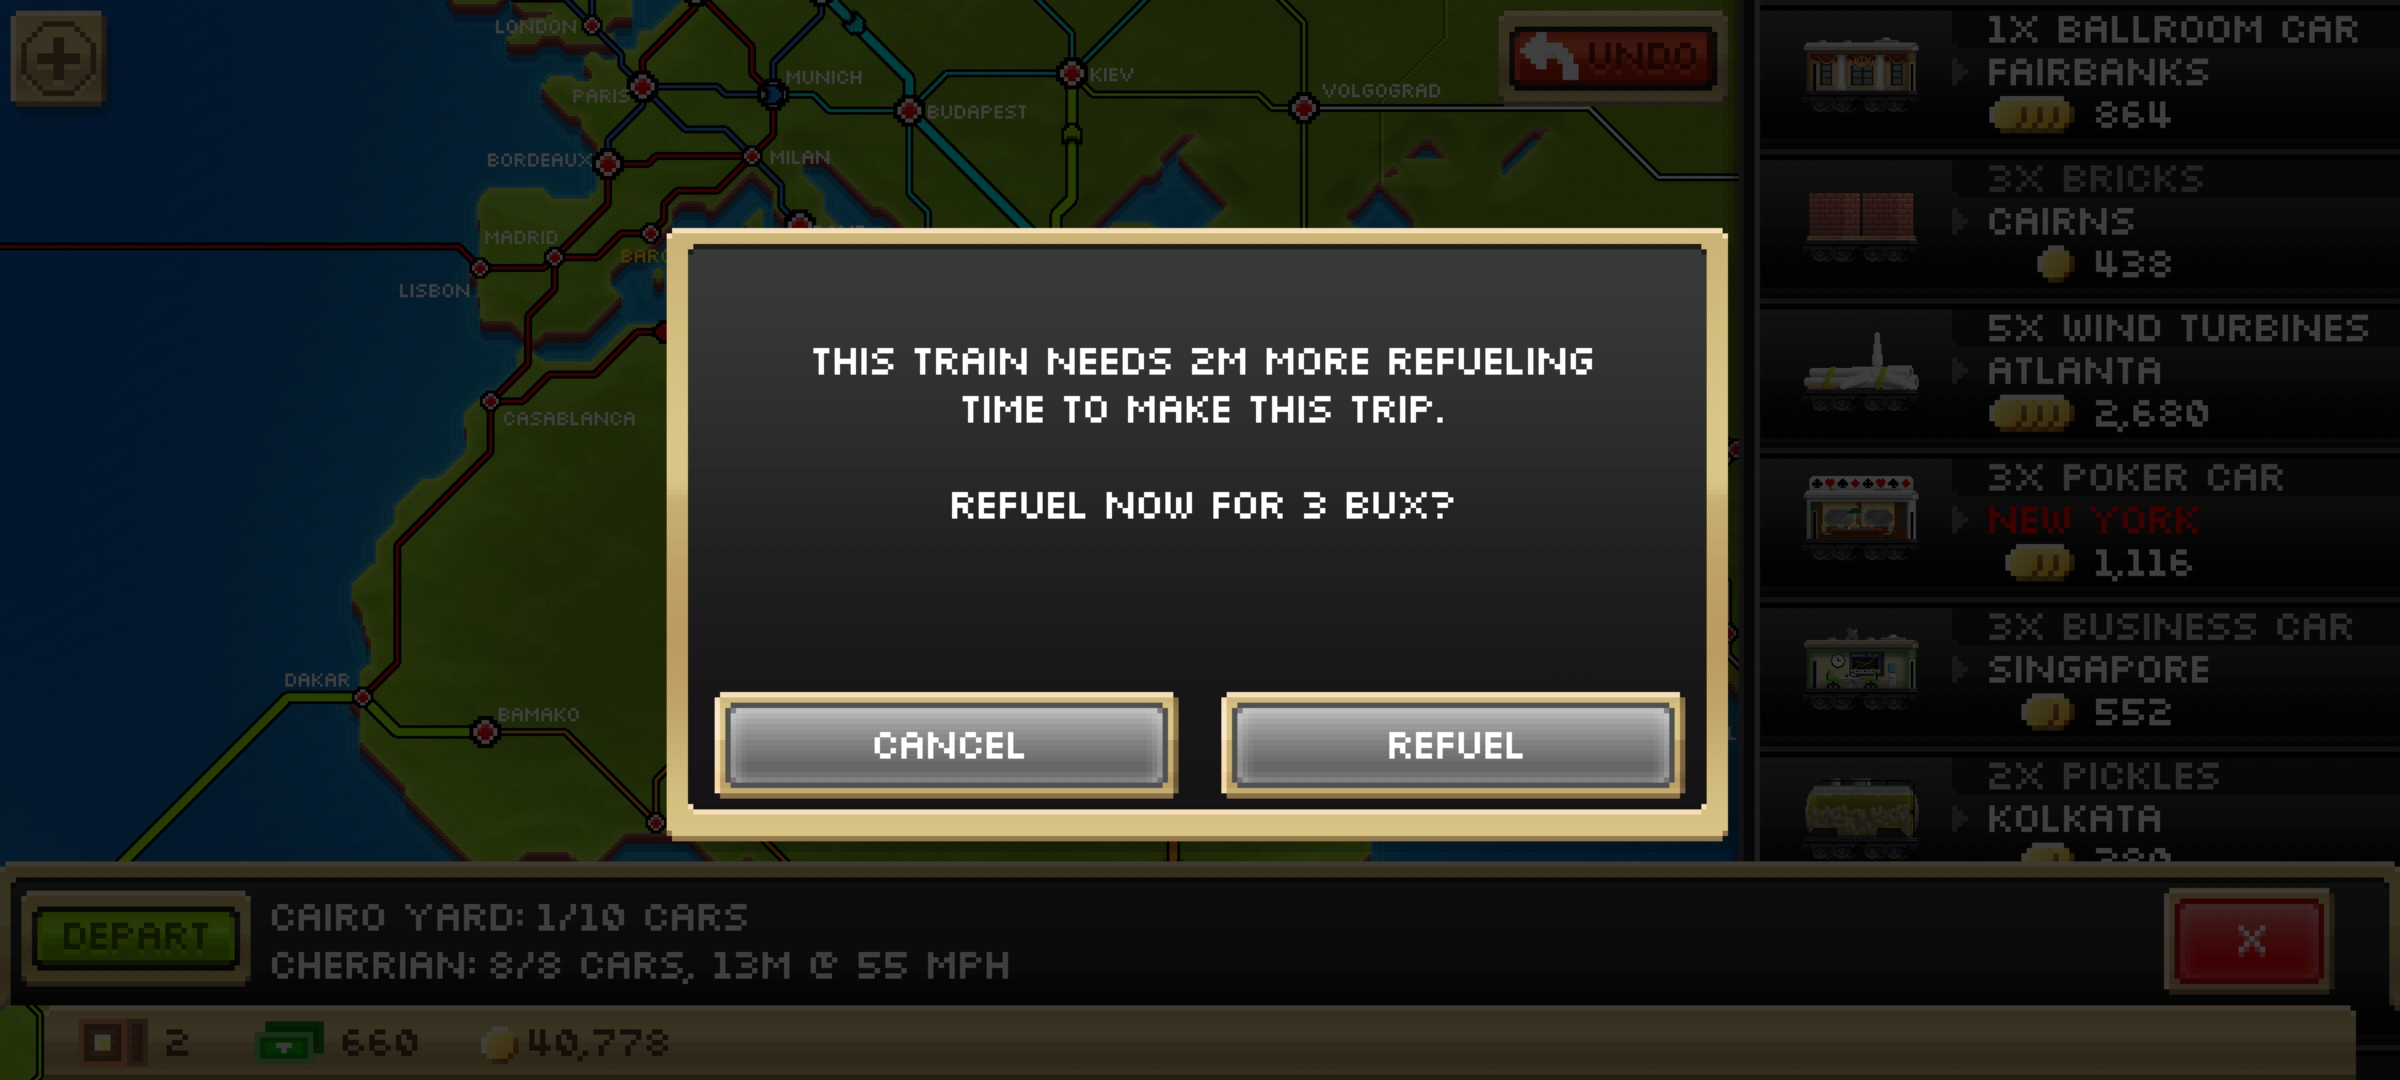 LONDON
PARIS
MUNICH
BUDAPEST
KIEV
VOLGOGRAD
BORDEAUX
MILAN
MADRID
LISBON
CASABLANCA
DAKAR
BAMAKO
UNDO
THIS TRAIN NEEDS 2M MORE REFUELING
TIME TO MAKE THIS TRIP.
REFUEL NOW FOR 3 BUX?
CANCEL
REFUEL
1X BALLROOM CAR
FAIRBANKS
864
3X BRICKS
CAIRNS
438
5X WIND TURBINES
ATLANTA
2,680
3X POKER CAR
NEW YORK
1,116
3X BUSINESS CAR
SINGAPORE
552
2X PICKLES
KOLKATA
DEPART
CAIRO YARD: 1/10 CARS
CHERRIAN: 8/8 CARS, 13M @ 55 MPH
X
2
660
40,778